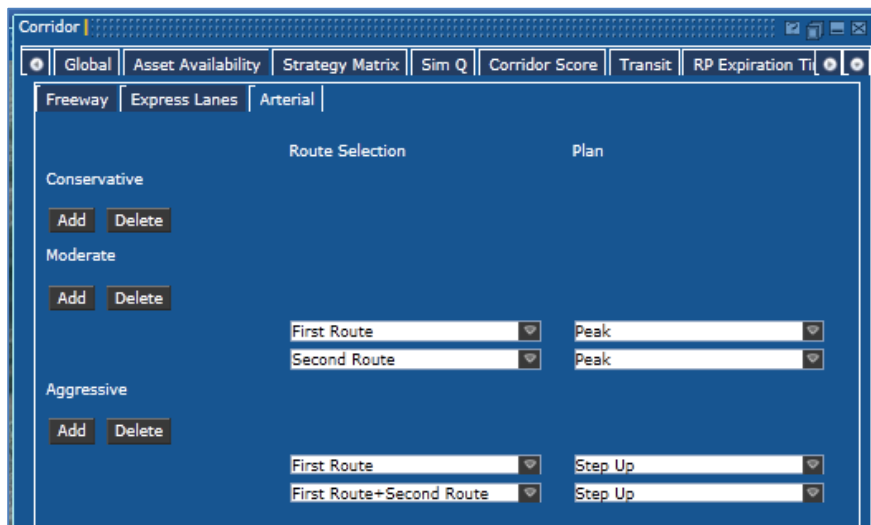 Corridor
Global Asset Availability Strategy Matrix Sim Q Corridor Score Transit RP Expiration
Freeway Express Lanes Arterial
Route Selection Plan
Conservative
Add Delete
Moderate
Add Delete
First Route Peak
Second Route Peak
Aggressive
Add Delete
First Route Step Up
First Route+Second Route Step Up